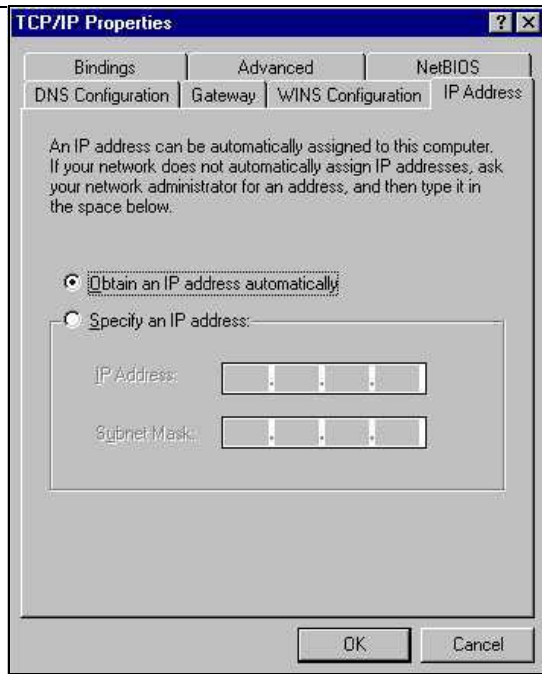 TCP/IP Properties
Bindings Advanced NetBIOS
DNS Configuration Gateway WINS Configuration IP Address
An IP address can be automatically assigned to this computer.
If your network does not automatically assign IP addresses, ask
your network administrator for an address, and then type it in
the space below.
Obtain an IP address automatically
Specify an IP address:
IP Address:
Subnet Mask:
OK Cancel